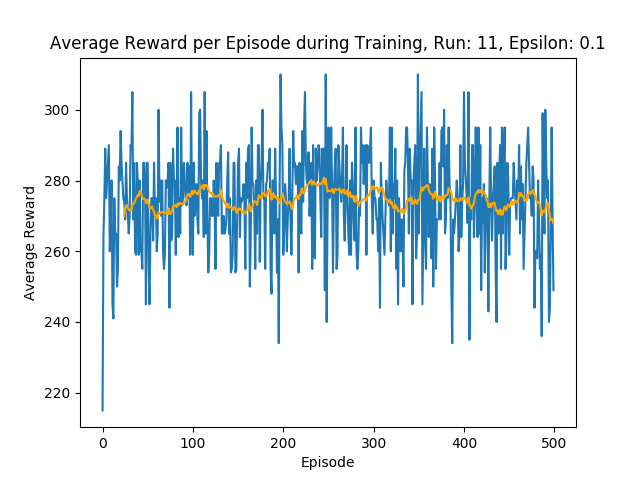 Average Reward per Episode during Training, Run: 11, Epsilon: 0.1
Average Reward
300
280
260
240
220
0 100 200 300 400 500
Episode